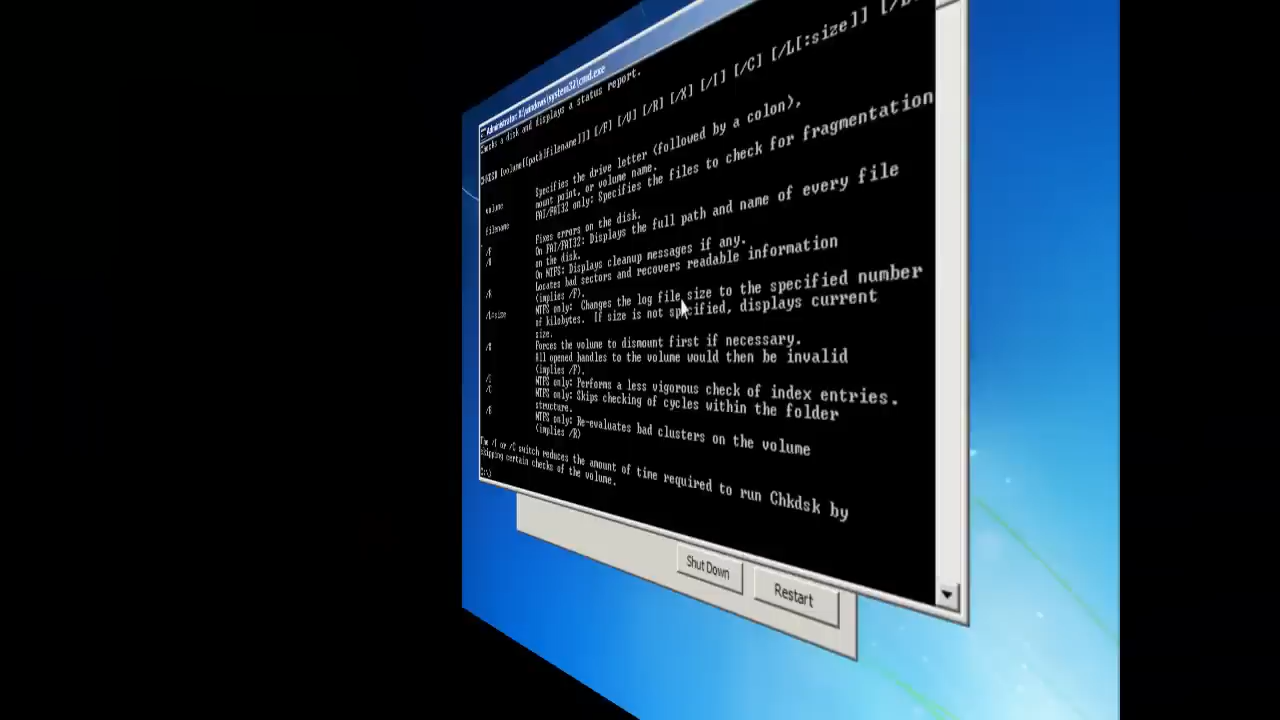 Administrator: X:\windows\system32\cmd.exe
Checks a disk and displays a status report.
CHKDSK [volume[[path]filename]]] [/F] [/V] [/R] [/X] [/I] [/C] [/L[:size]]
volume Specifies the drive letter (followed by a colon),
mount point, or volume name.
filename FAT/FAT32 only: Specifies the files to check for fragmentation
/F Fixes errors on the disk.
/V On FAT/FAT32: Displays the full path and name of every file
on the disk.
On NTFS: Displays cleanup messages if any.
/R Locates bad sectors and recovers readable information
(implies /F).
/L:size NTFS only: Changes the log file size to the specified number
of kilobytes. If size is not specified, displays current
size.
/X Forces the volume to dismount first if necessary.
All opened handles to the volume would then be invalid
(implies /F).
/I NTFS only: Performs a less vigorous check of index entries.
/C NTFS only: Skips checking of cycles within the folder
structure.
/B NTFS only: Re-evaluates bad clusters on the volume
(implies /R)
The /I or /C switch reduces the amount of time required to run Chkdsk by
skipping certain checks of the volume.
Shut Down
Restart